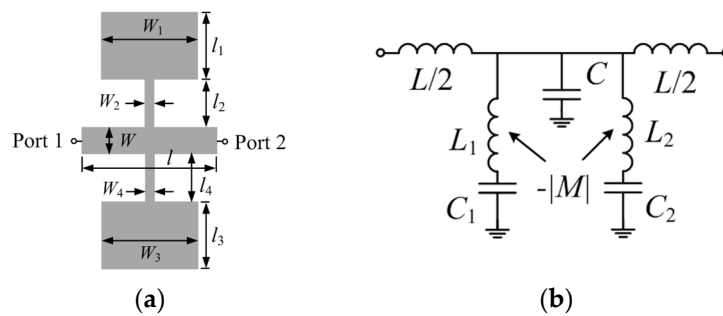 W₁
l₁
W₂
l₂
Port 1
W
Port 2
l
W₄
l₄
W₃
l₃
(a)
L/2
C
L/2
L₁
L₂
-|M|
C₁
C₂
(b)